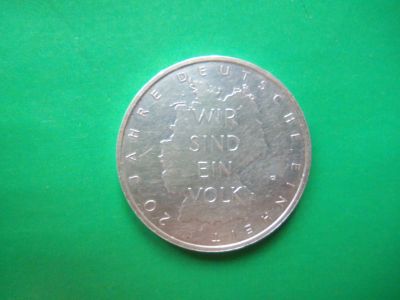 20 JAHRE DEUTSCHE EINHEIT
WIR
SIND
EIN
VOLK